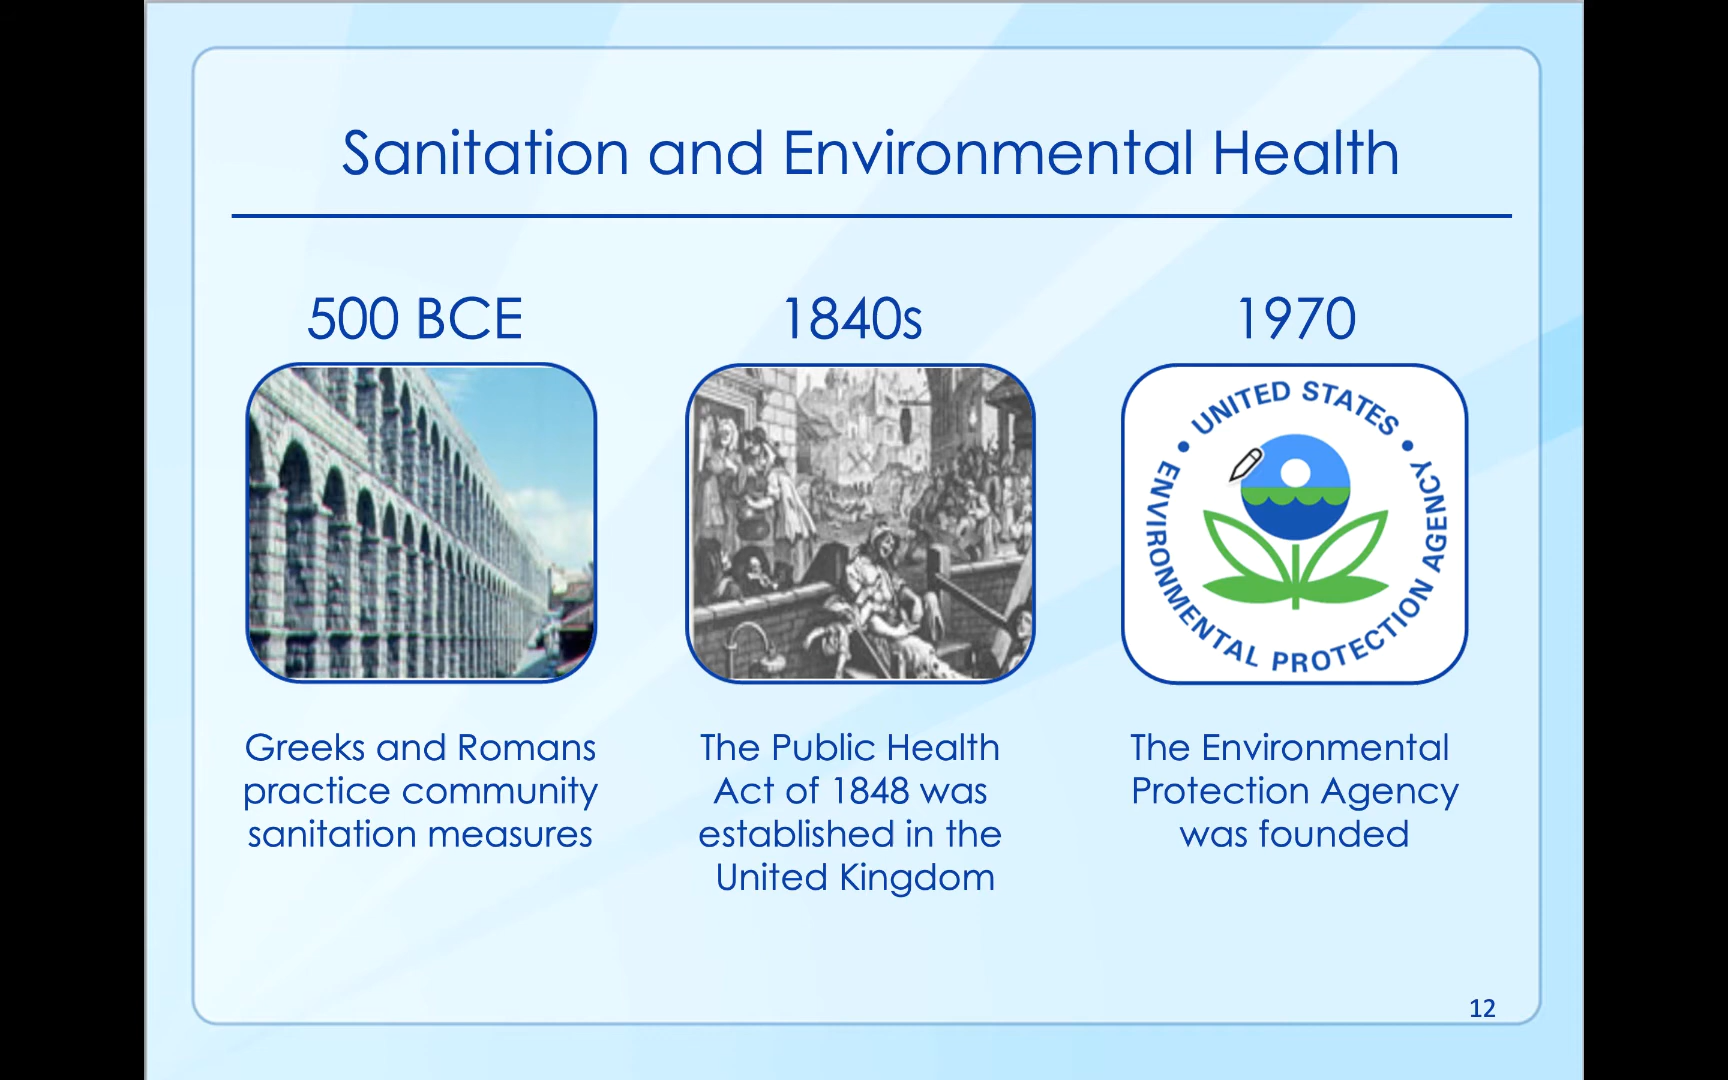 Sanitation and Environmental Health
500 BCE
1840s
1970
UNITED STATES
ENVIRONMENTAL PROTECTION AGENCY
Greeks and Romans
practice community
sanitation measures
The Public Health
Act of 1848 was
established in the
United Kingdom
The Environmental
Protection Agency
was founded
12